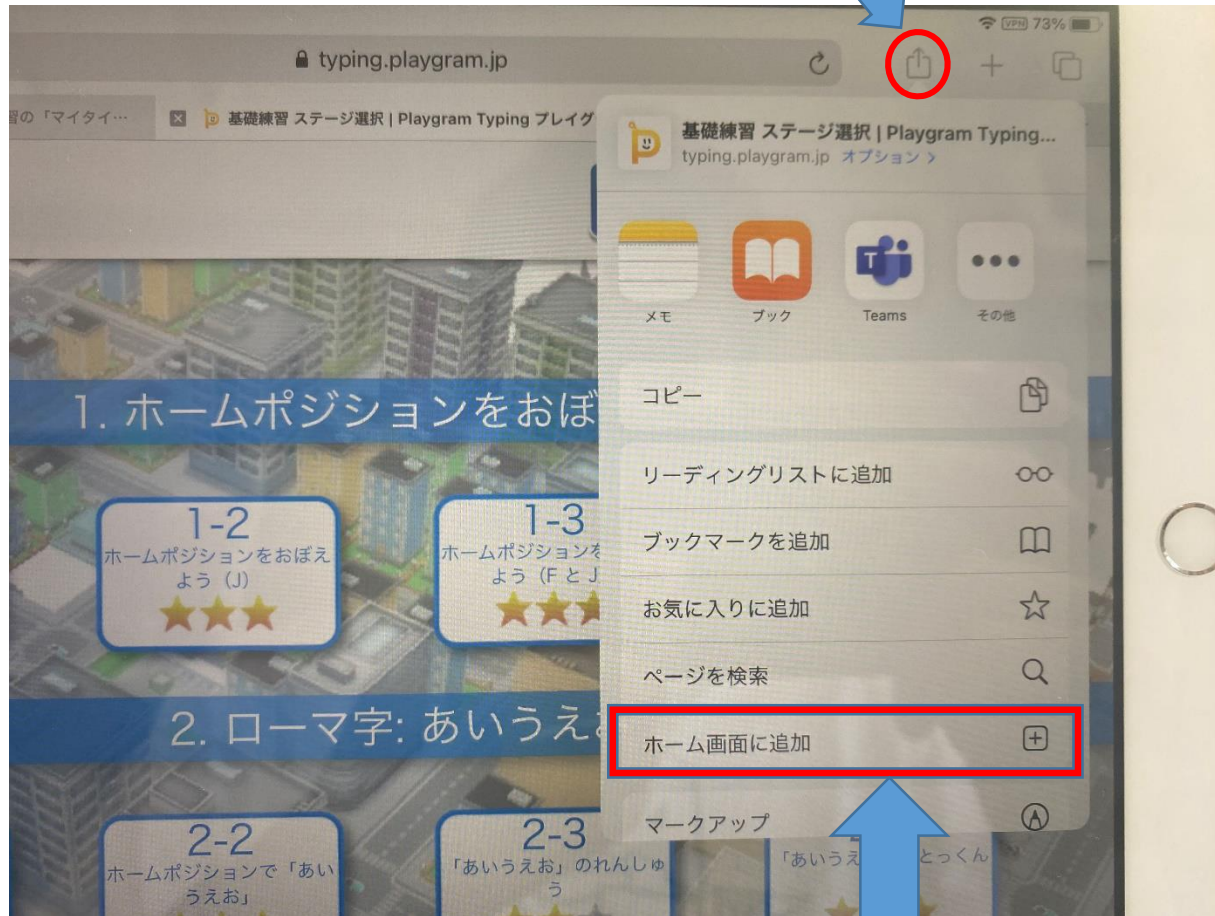 VPN 73%
typing.playgram.jp
習の「マイタイ…
基礎練習 ステージ選択 | Playgram Typing プレイグ
基礎練習 ステージ選択 | Playgram Typing...
typing.playgram.jp オプション >
メモ
ブック
Teams
その他
コピー
リーディングリストに追加
ブックマークを追加
お気に入りに追加
ページを検索
ホーム画面に追加
マークアップ
1. ホームポジションをおぼ
1-2
ホームポジションをおぼえ
よう（J）
1-3
ホームポジションを
よう（F と J
2. ローマ字: あいうえお
2-2
ホームポジションで「あい
うえお」
2-3
「あいうえお」のれんしゅ
う
「あいうえ とっくん